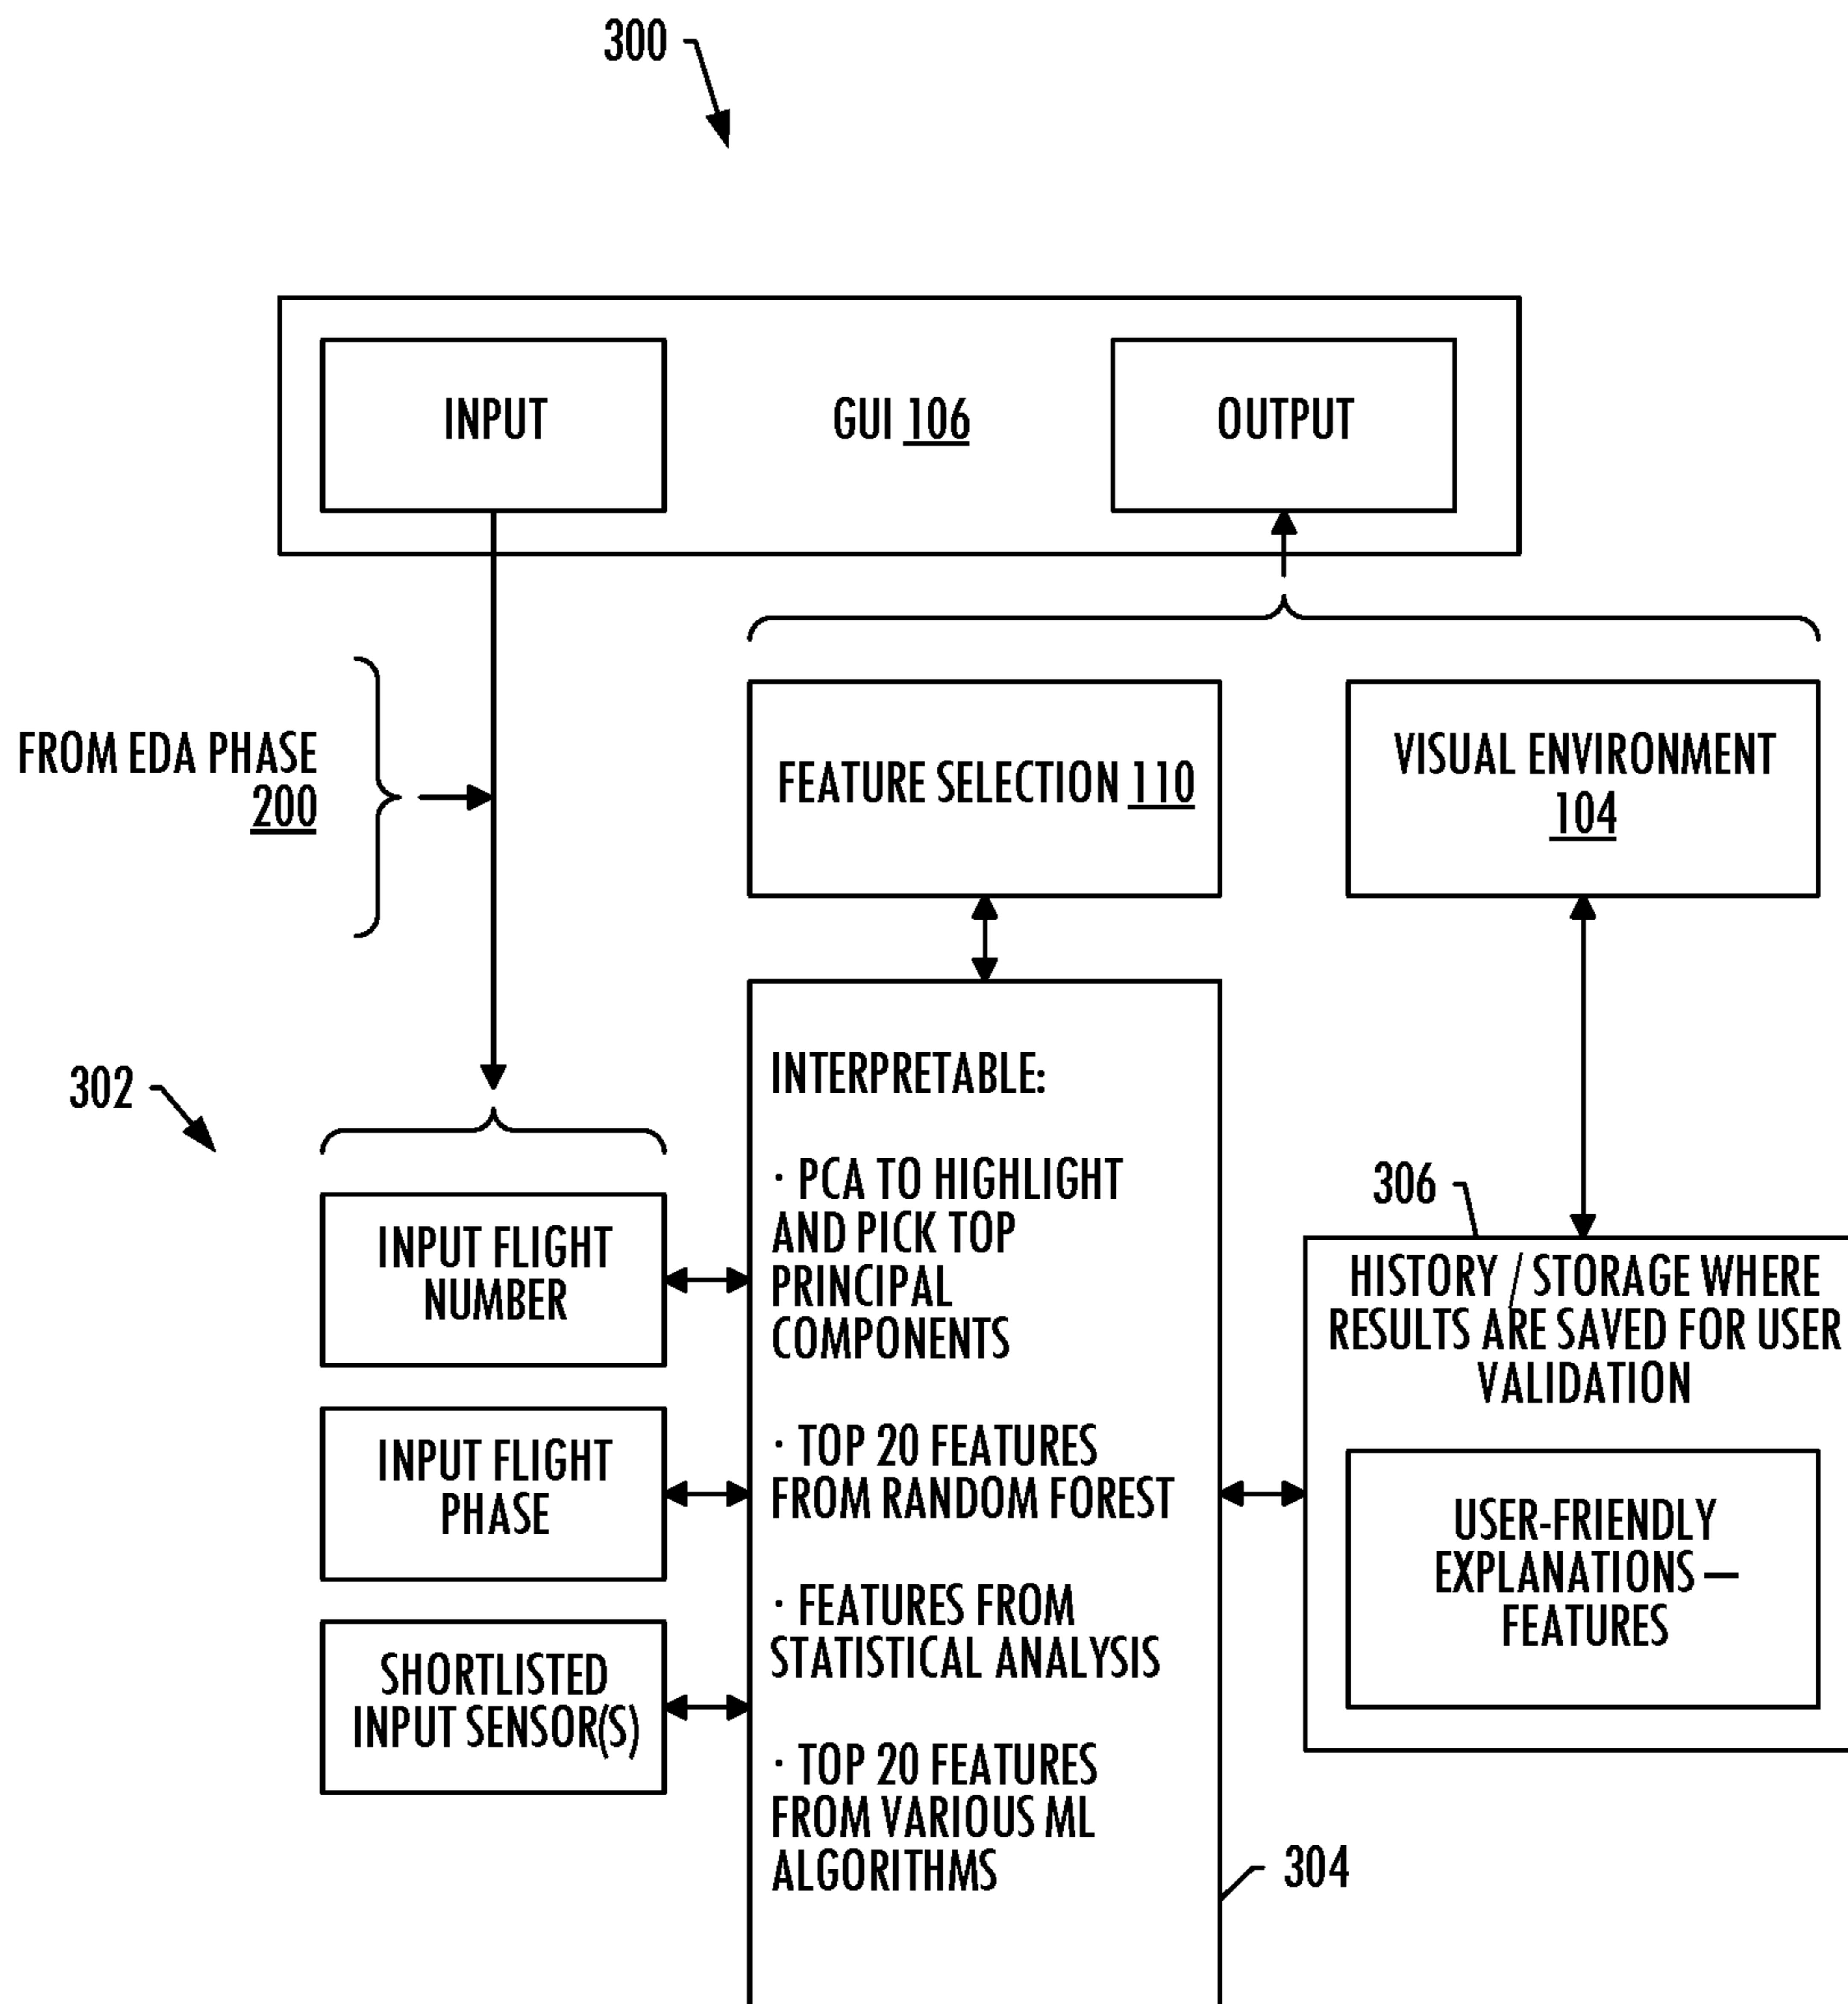 300
INPUT
GUI 106
OUTPUT
FROM EDA PHASE
200
FEATURE SELECTION 110
VISUAL ENVIRONMENT
104
302
INPUT FLIGHT
NUMBER
INPUT FLIGHT
PHASE
SHORTLISTED
INPUT SENSOR(S)
INTERPRETABLE:
· PCA TO HIGHLIGHT
AND PICK TOP
PRINCIPAL
COMPONENTS
· TOP 20 FEATURES
FROM RANDOM FOREST
· FEATURES FROM
STATISTICAL ANALYSIS
· TOP 20 FEATURES
FROM VARIOUS ML
ALGORITHMS
304
306
HISTORY / STORAGE WHERE
RESULTS ARE SAVED FOR USER
VALIDATION
USER-FRIENDLY
EXPLANATIONS —
FEATURES